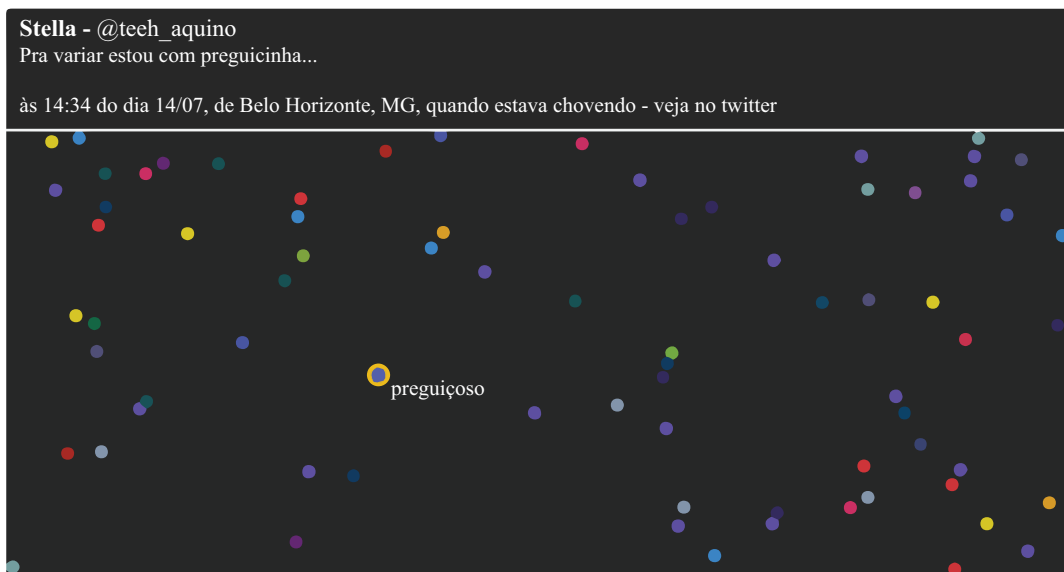 Stella - @teeh_aquino
Pra variar estou com preguicinha...
às 14:34 do dia 14/07, de Belo Horizonte, MG, quando estava chovendo - veja no twitter
preguiçoso